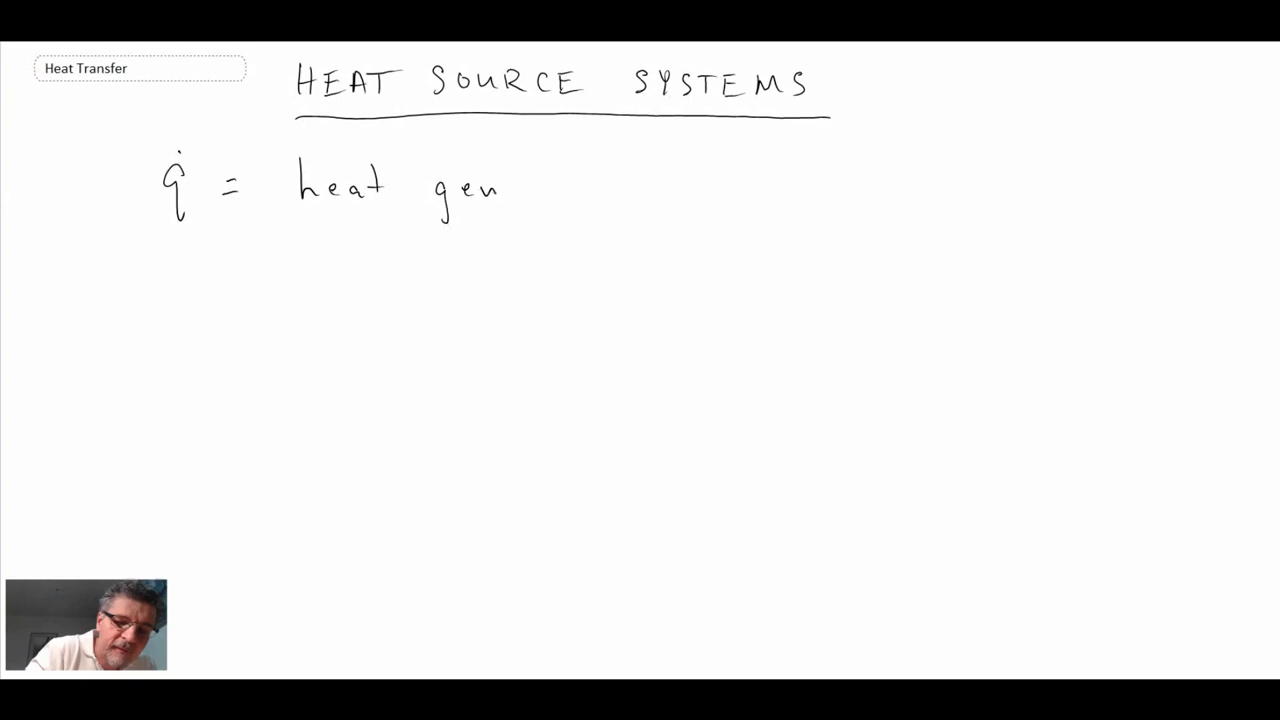 Heat Transfer
HEAT SOURCE SYSTEMS
q̇ = heat gen